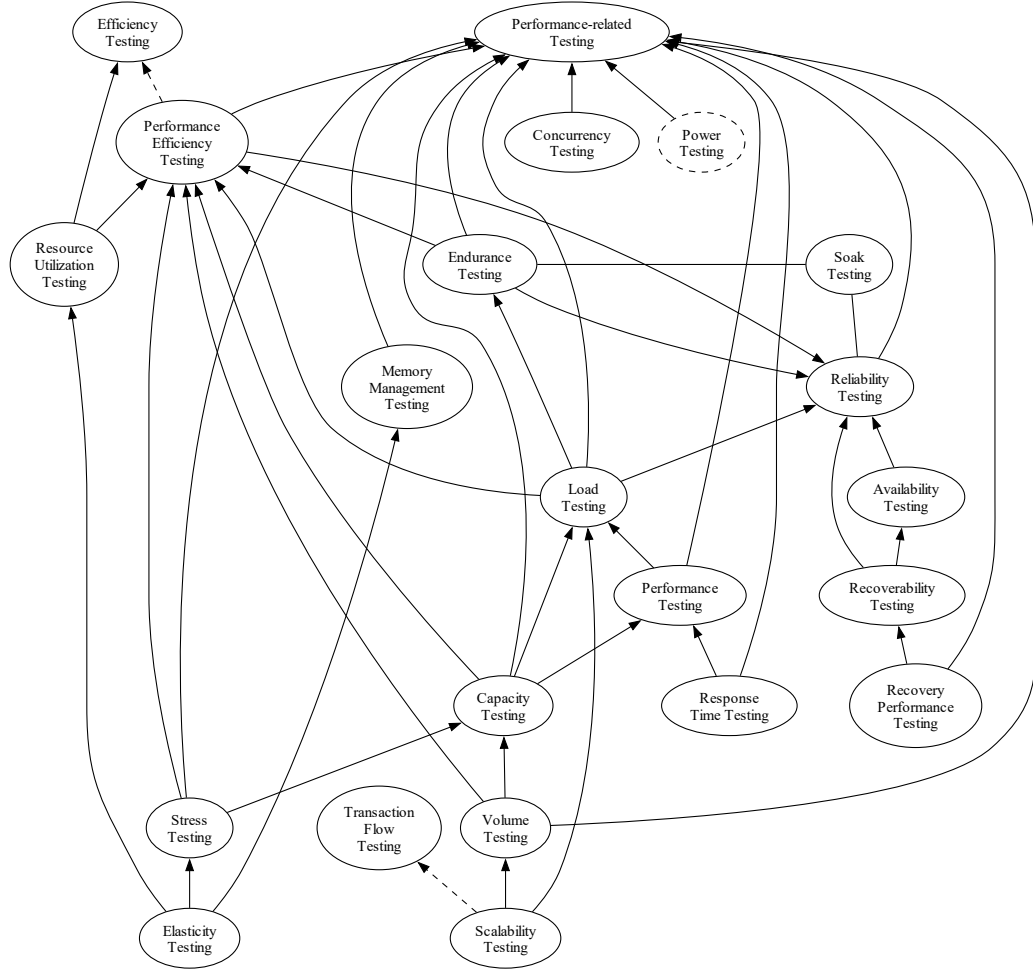 Efficiency
Testing
Performance-related
Testing
Performance
Efficiency
Testing
Concurrency
Testing
Power
Testing
Resource
Utilization
Testing
Endurance
Testing
Soak
Testing
Memory
Management
Testing
Reliability
Testing
Load
Testing
Availability
Testing
Performance
Testing
Recoverability
Testing
Capacity
Testing
Response
Time Testing
Recovery
Performance
Testing
Stress
Testing
Transaction
Flow
Testing
Volume
Testing
Elasticity
Testing
Scalability
Testing